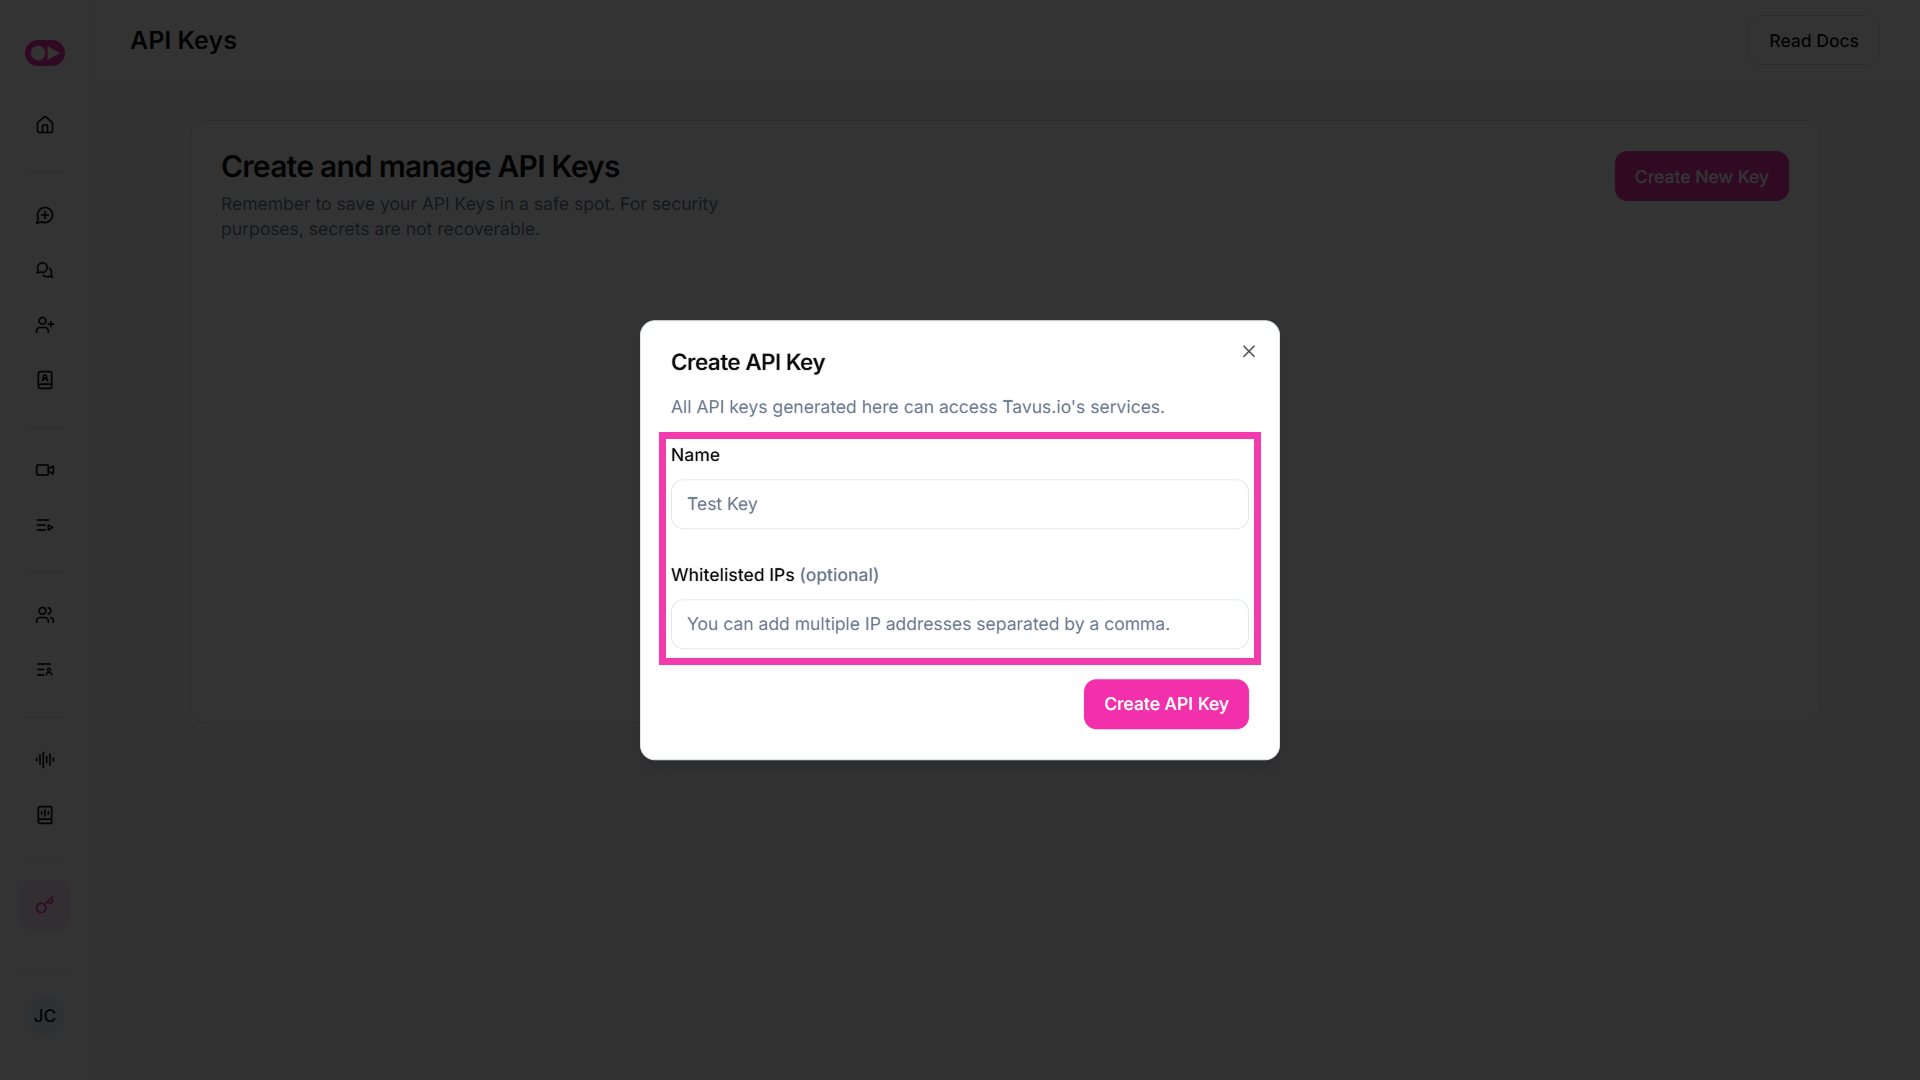 API Keys
Read Docs
Create and manage API Keys
Remember to save your API Keys in a safe spot. For security
purposes, secrets are not recoverable.
Create New Key
Create API Key
All API keys generated here can access Tavus.io's services.
Name
Test Key
Whitelisted IPs (optional)
You can add multiple IP addresses separated by a comma.
Create API Key
JC